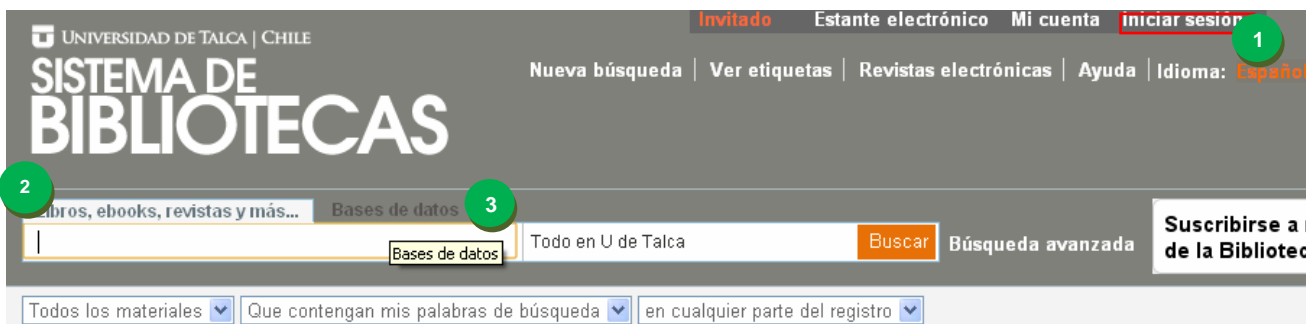 Invitado Estante electrónico Mi cuenta iniciar sesión
1
UNIVERSIDAD DE TALCA | CHILE
SISTEMA DE
BIBLIOTECAS
Nueva búsqueda | Ver etiquetas | Revistas electrónicas | Ayuda | Idioma: Español
2
Libros, ebooks, revistas y más... Bases de datos
3
Todo en U de Talca Buscar Búsqueda avanzada
Bases de datos
Suscribirse a
de la Bibliotec
Todos los materiales Que contengan mis palabras de búsqueda en cualquier parte del registro